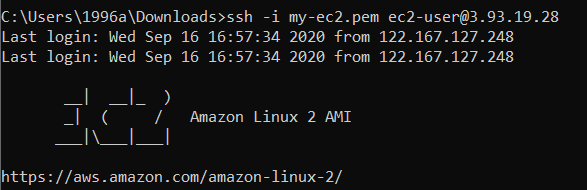 C:\Users\1996a\Downloads>ssh -i my-ec2.pem ec2-user@3.93.19.28
Last login: Wed Sep 16 16:57:34 2020 from 122.167.127.248
Last login: Wed Sep 16 16:57:34 2020 from 122.167.127.248
       __|  __|_  )
       _|  (     /   Amazon Linux 2 AMI
      ___|\___|___|
https://aws.amazon.com/amazon-linux-2/